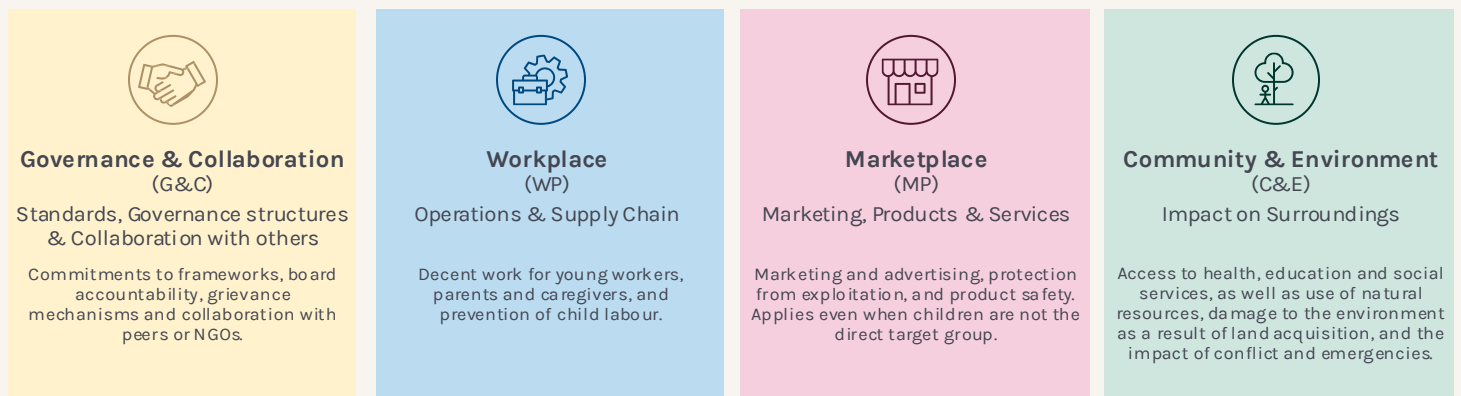 Governance & Collaboration
(G&C)
Standards, Governance structures
& Collaboration with others
Commitments to frameworks, board
accountability, grievance
mechanisms and collaboration with
peers or NGOs.
Workplace
(WP)
Operations & Supply Chain
Decent work for young workers,
parents and caregivers, and
prevention of child labour.
Marketplace
(MP)
Marketing, Products & Services
Marketing and advertising, protection
from exploitation, and product safety.
Applies even when children are not the
direct target group.
Community & Environment
(C&E)
Impact on Surroundings
Access to health, education and social
services, as well as use of natural
resources, damage to the environment
as a result of land acquisition, and the
impact of conflict and emergencies.